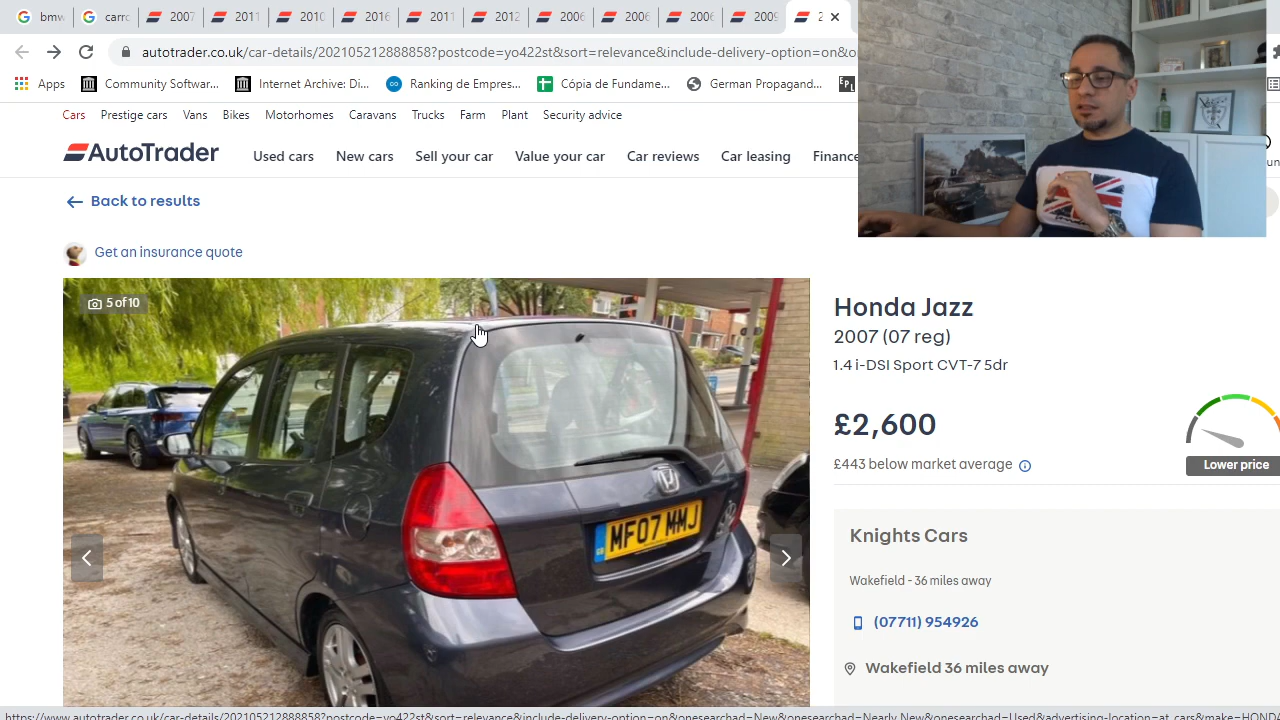 bmw
carrc
2007
2011
2010
2016
2011
2012
2006
2006
2006
2009
autotrader.co.uk/car-details/202105212888858?postcode=yo422st&sort=relevance&include-delivery-option=on&o
Apps
Community Softwar...
Internet Archive: Di...
Ranking de Empres...
Cópia de Fundame...
German Propagand...
EPL
Cars
Prestige cars
Vans
Bikes
Motorhomes
Caravans
Trucks
Farm
Plant
Security advice
AutoTrader
Used cars
New cars
Sell your car
Value your car
Car reviews
Car leasing
Finance
Back to results
Get an insurance quote
5 of 10
MF07 MMJ
GB
Honda Jazz
2007 (07 reg)
1.4 i-DSI Sport CVT-7 5dr
£2,600
£443 below market average
Lower price
Knights Cars
Wakefield - 36 miles away
(07711) 954926
Wakefield 36 miles away